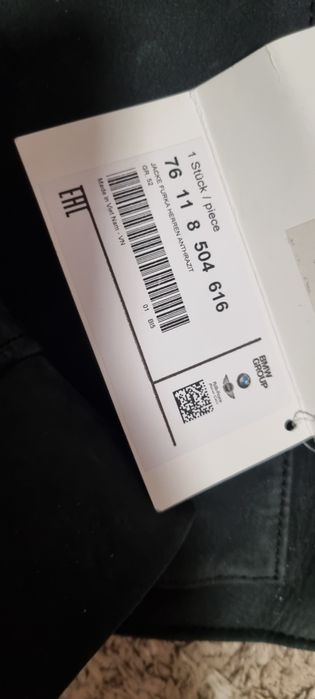 1 Stück / piece
76 11 8 504 616
JACKE FURKA HERREN ANTHRAZIT
GR. 52
01 BI5
Made in Viet Nam - VN
EAC
BMW
GROUP